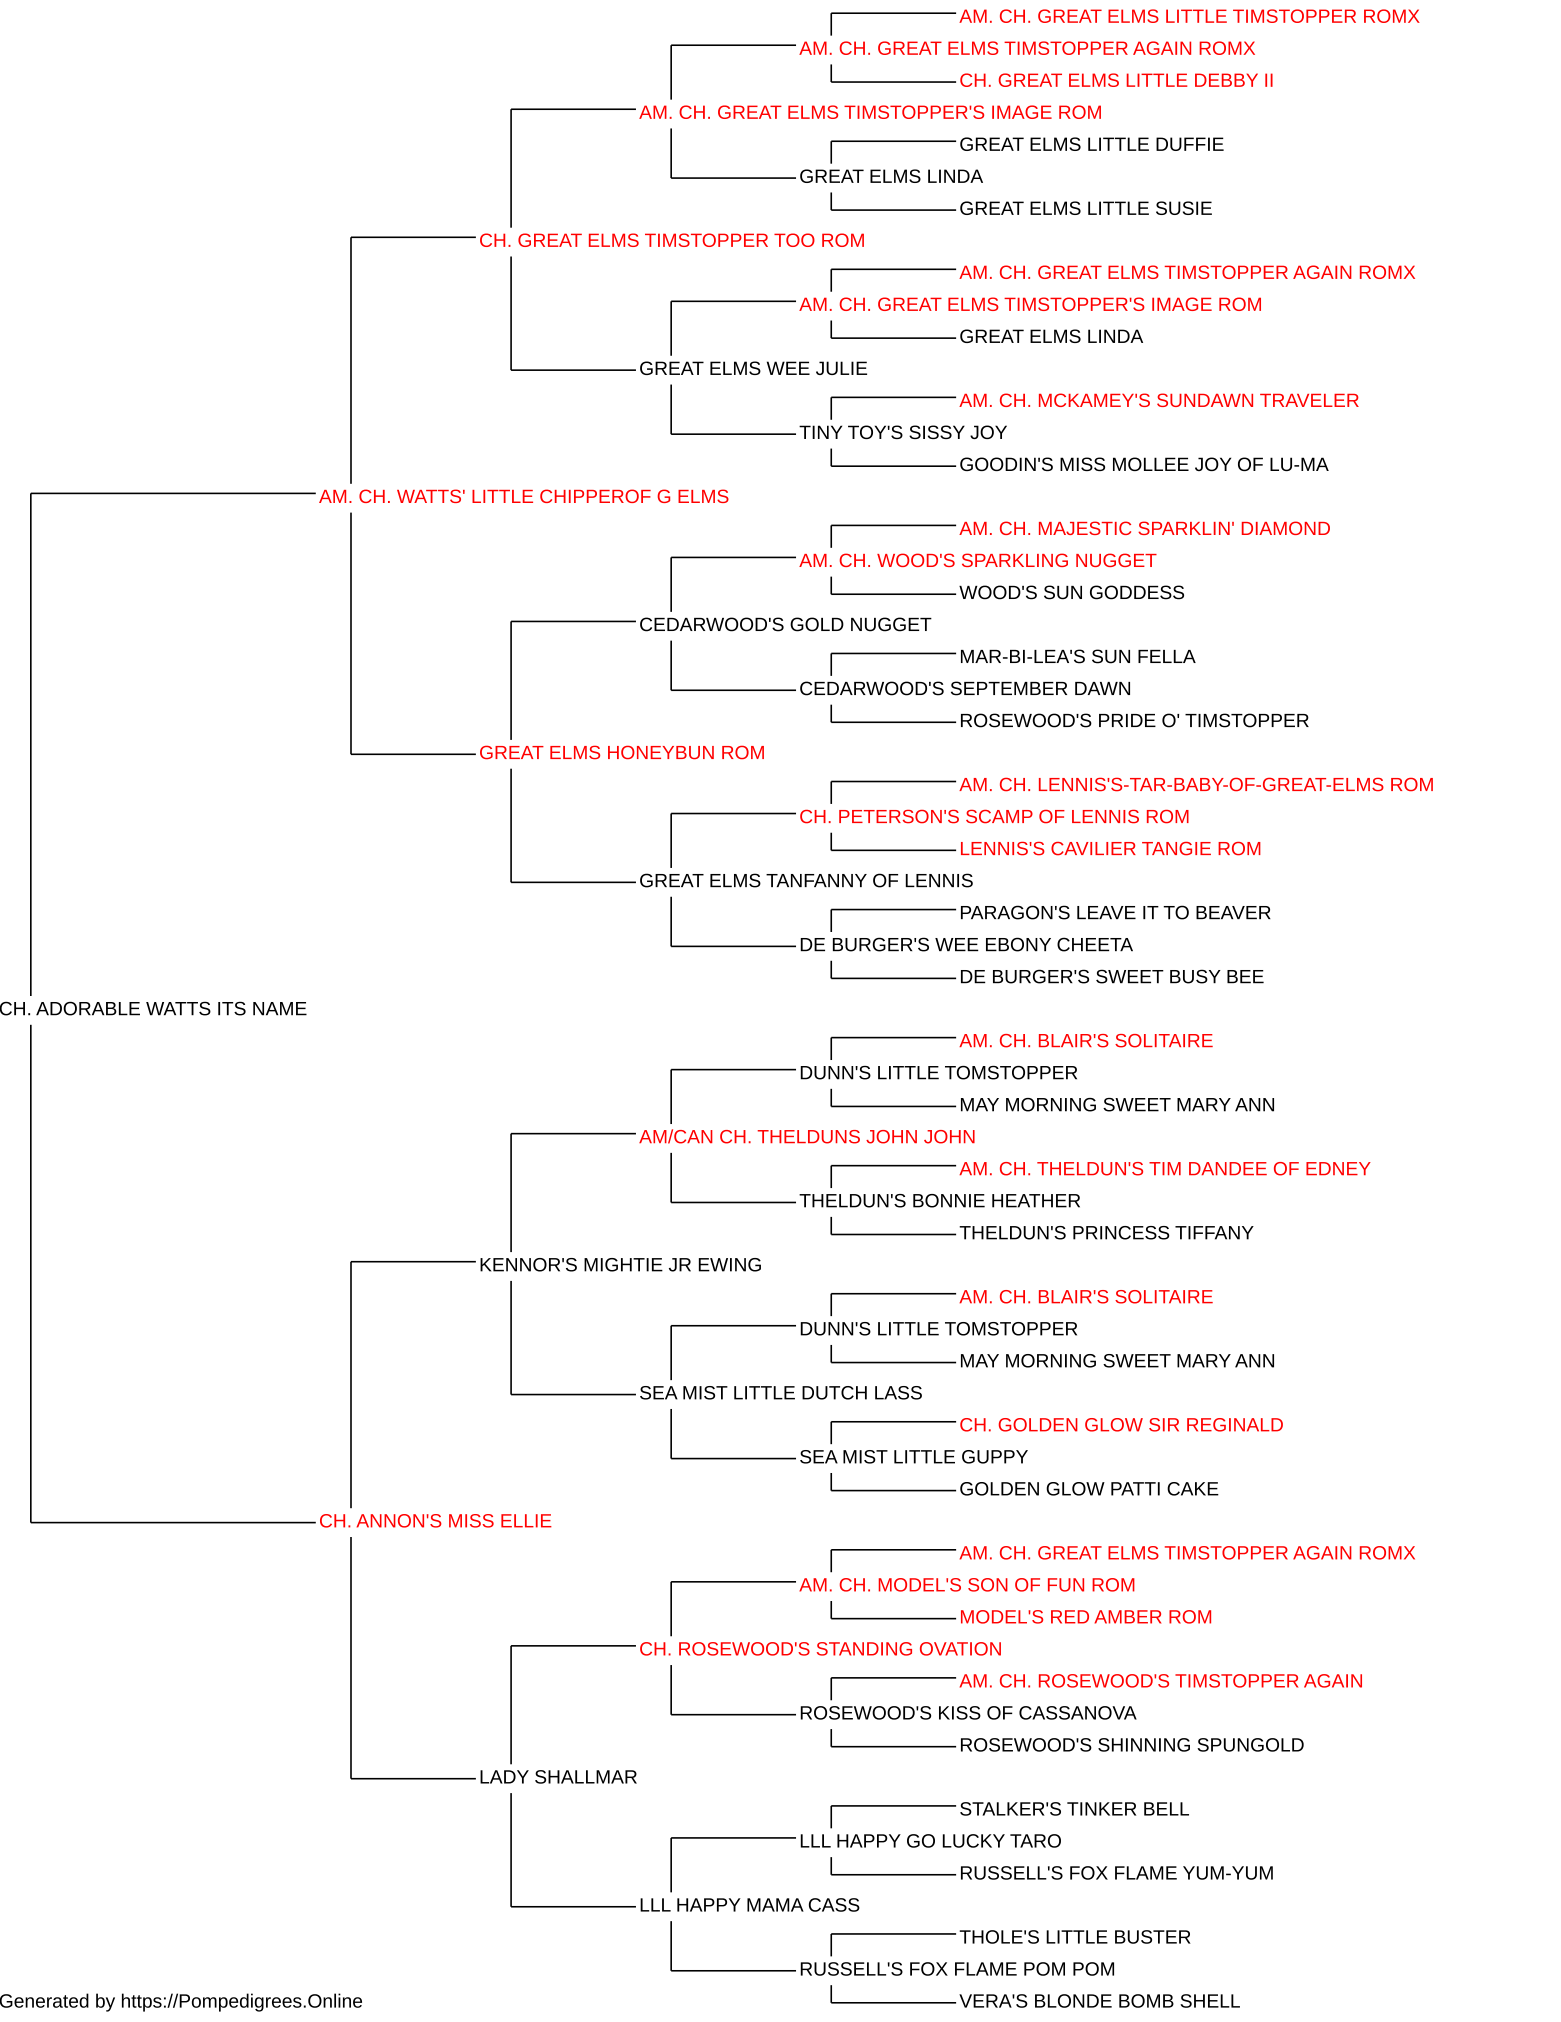 AM. CH. GREAT ELMS LITTLE TIMSTOPPER ROMX
AM. CH. GREAT ELMS TIMSTOPPER AGAIN ROMX
CH. GREAT ELMS LITTLE DEBBY II
AM. CH. GREAT ELMS TIMSTOPPER'S IMAGE ROM
GREAT ELMS LITTLE DUFFIE
GREAT ELMS LINDA
GREAT ELMS LITTLE SUSIE
CH. GREAT ELMS TIMSTOPPER TOO ROM
AM. CH. GREAT ELMS TIMSTOPPER AGAIN ROMX
AM. CH. GREAT ELMS TIMSTOPPER'S IMAGE ROM
GREAT ELMS LINDA
GREAT ELMS WEE JULIE
AM. CH. MCKAMEY'S SUNDAWN TRAVELER
TINY TOY'S SISSY JOY
GOODIN'S MISS MOLLEE JOY OF LU-MA
AM. CH. WATTS' LITTLE CHIPPEROF G ELMS
AM. CH. MAJESTIC SPARKLIN' DIAMOND
AM. CH. WOOD'S SPARKLING NUGGET
WOOD'S SUN GODDESS
CEDARWOOD'S GOLD NUGGET
MAR-BI-LEA'S SUN FELLA
CEDARWOOD'S SEPTEMBER DAWN
ROSEWOOD'S PRIDE O' TIMSTOPPER
GREAT ELMS HONEYBUN ROM
AM. CH. LENNIS'S-TAR-BABY-OF-GREAT-ELMS ROM
CH. PETERSON'S SCAMP OF LENNIS ROM
LENNIS'S CAVILIER TANGIE ROM
GREAT ELMS TANFANNY OF LENNIS
PARAGON'S LEAVE IT TO BEAVER
DE BURGER'S WEE EBONY CHEETA
DE BURGER'S SWEET BUSY BEE
CH. ADORABLE WATTS ITS NAME
AM. CH. BLAIR'S SOLITAIRE
DUNN'S LITTLE TOMSTOPPER
MAY MORNING SWEET MARY ANN
AM/CAN CH. THELDUNS JOHN JOHN
AM. CH. THELDUN'S TIM DANDEE OF EDNEY
THELDUN'S BONNIE HEATHER
THELDUN'S PRINCESS TIFFANY
KENNOR'S MIGHTIE JR EWING
AM. CH. BLAIR'S SOLITAIRE
DUNN'S LITTLE TOMSTOPPER
MAY MORNING SWEET MARY ANN
SEA MIST LITTLE DUTCH LASS
CH. GOLDEN GLOW SIR REGINALD
SEA MIST LITTLE GUPPY
GOLDEN GLOW PATTI CAKE
CH. ANNON'S MISS ELLIE
AM. CH. GREAT ELMS TIMSTOPPER AGAIN ROMX
AM. CH. MODEL'S SON OF FUN ROM
MODEL'S RED AMBER ROM
CH. ROSEWOOD'S STANDING OVATION
AM. CH. ROSEWOOD'S TIMSTOPPER AGAIN
ROSEWOOD'S KISS OF CASSANOVA
ROSEWOOD'S SHINNING SPUNGOLD
LADY SHALLMAR
STALKER'S TINKER BELL
LLL HAPPY GO LUCKY TARO
RUSSELL'S FOX FLAME YUM-YUM
LLL HAPPY MAMA CASS
THOLE'S LITTLE BUSTER
RUSSELL'S FOX FLAME POM POM
VERA'S BLONDE BOMB SHELL
Generated by https://Pompedigrees.Online